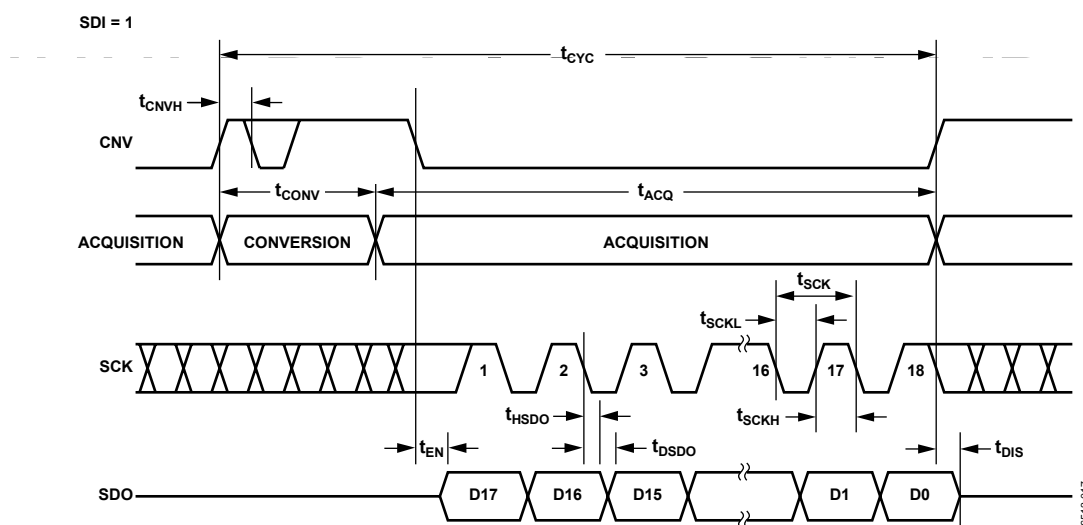 SDI = 1
tCYC
tCNVH
CNV
tCONV
tACQ
ACQUISITION
CONVERSION
ACQUISITION
tSCK
tSCKL
SCK
1
2
3
16
17
18
tHSDO
tSCKH
tEN
tDSDO
tDIS
SDO
D17
D16
D15
D1
D0